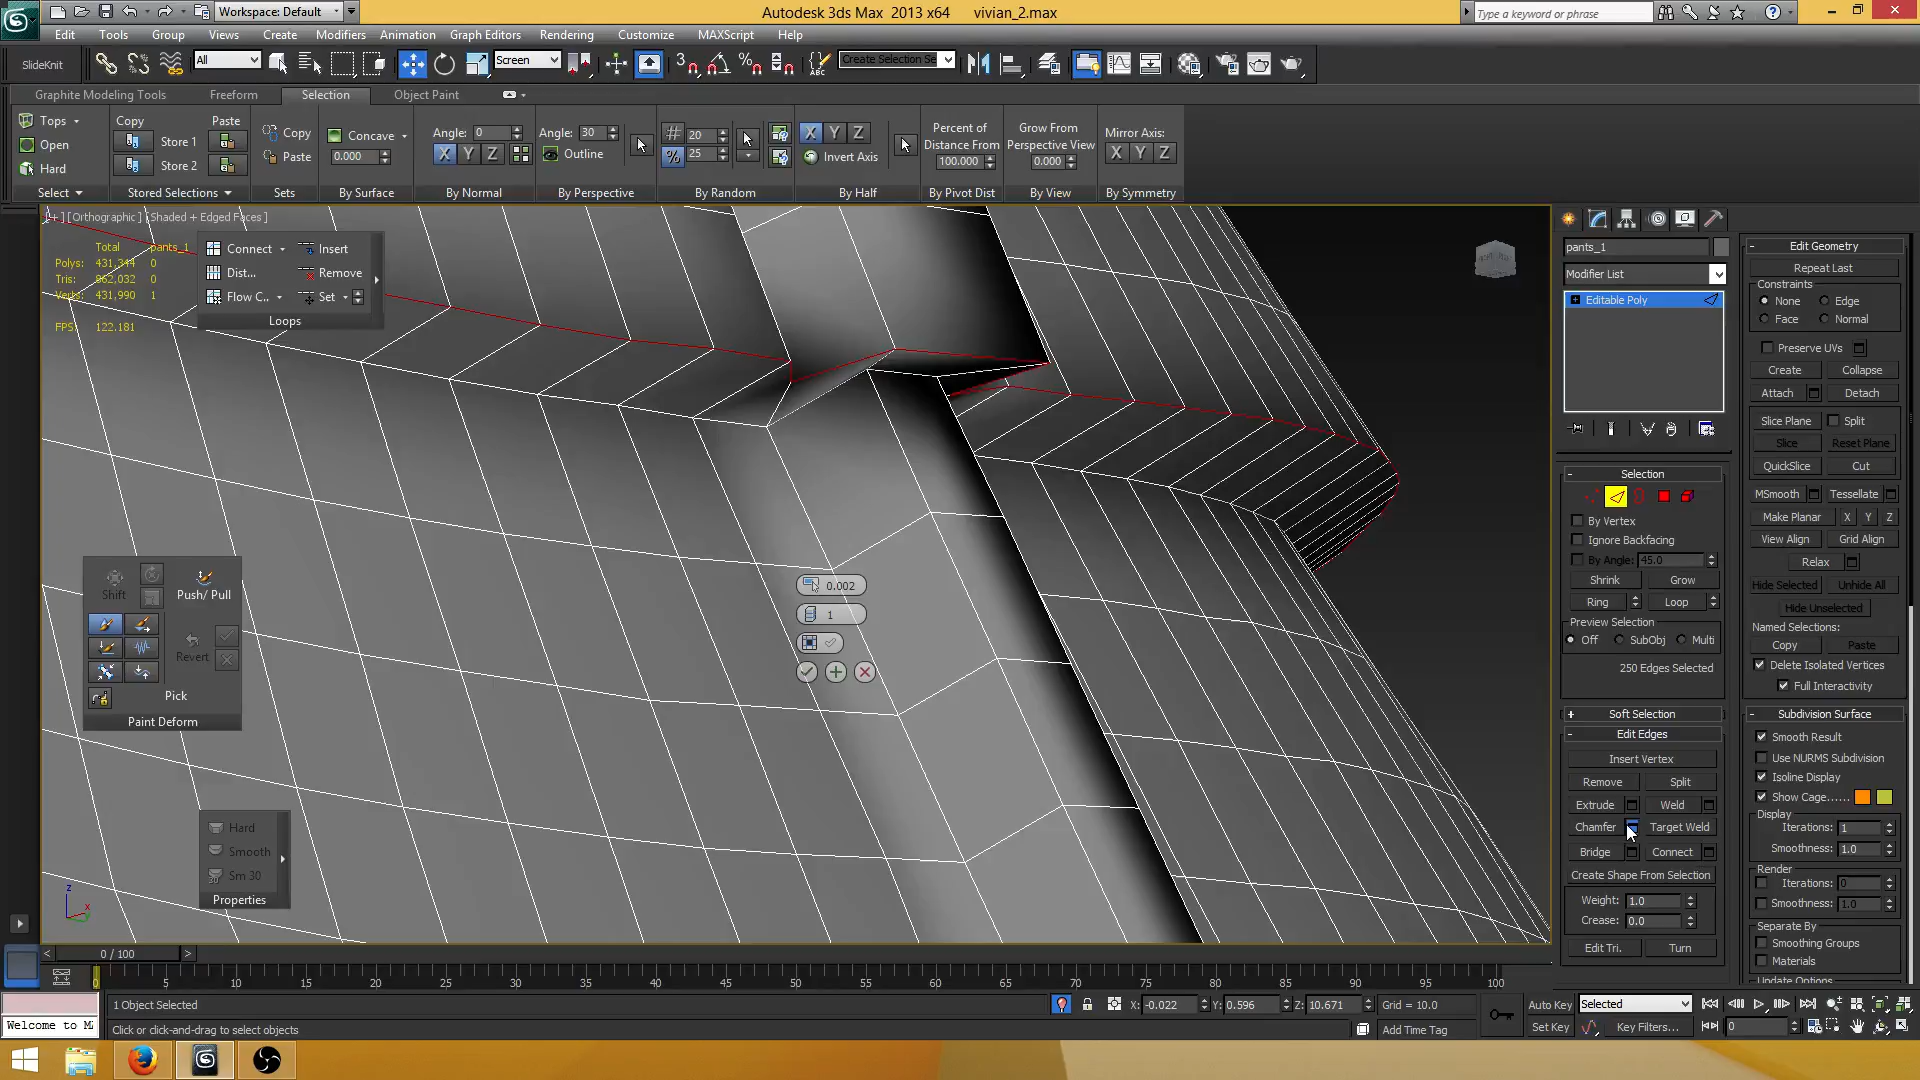 Workspace: Default
Autodesk 3ds Max 2013 x64 vivian_2.max
Type a keyword or phrase
Edit Tools Group Views Create Modifiers Animation Graph Editors Rendering Customize MAXScript Help
SlideKnit All Screen 3 Create Selection Se
Graphite Modeling Tools Freeform Selection Object Paint
Tops Copy Paste Copy Concave Angle: 0 Angle: 30 20 X Y Z Percent of Grow From Mirror Axis:
Open Store 1 Paste 0.000 X Y Z Outline 25 Invert Axis Distance From Perspective View X Y Z
Hard Store 2 100.000 0.000
Select Stored Selections Sets By Surface By Normal By Perspective By Random By Half By Pivot Dist By View By Symmetry
[+] [Orthographic] [Shaded + Edged Faces]
Total pants_1
Polys: 431,344 0
Tris: 862,032 0
Verts: 431,990 1
FPS: 122.181
Connect Insert
Dist... Remove
Flow C... Set
Loops
Shift Push/ Pull
Revert
Pick
Paint Deform
Hard
Smooth
Sm 30
Properties
0.002
1
z
x
pants_1
Modifier List
Editable Poly
Selection
By Vertex
Ignore Backfacing
By Angle: 45.0
Shrink Grow
Ring Loop
Preview Selection
Off SubObj Multi
250 Edges Selected
Soft Selection
Edit Edges
Insert Vertex
Remove Split
Extrude Weld
Chamfer Target Weld
Bridge Connect
Create Shape From Selection
Weight: 1.0
Crease: 0.0
Edit Tri. Turn
Edit Geometry
Repeat Last
Constraints
None Edge
Face Normal
Preserve UVs
Create Collapse
Attach Detach
Slice Plane Split
Slice Reset Plane
QuickSlice Cut
MSmooth Tessellate
Make Planar X Y Z
View Align Grid Align
Relax
Hide Selected Unhide All
Hide Unselected
Named Selections:
Copy Paste
Delete Isolated Vertices
Full Interactivity
Subdivision Surface
Smooth Result
Use NURMS Subdivision
Isoline Display
Show Cage......
Display
Iterations: 1
Smoothness: 1.0
Render
Iterations: 0
Smoothness: 1.0
Separate By
Smoothing Groups
Materials
Update Options
0 / 100
0 5 10 15 20 25 30 35 40 45 50 55 60 65 70 75 80 85 90 95 100
1 Object Selected X: -0.022 Y: 0.596 Z: 10.671 Grid = 10.0 Auto Key Selected
Welcome to M Click or click-and-drag to select objects Add Time Tag Set Key Key Filters... 0